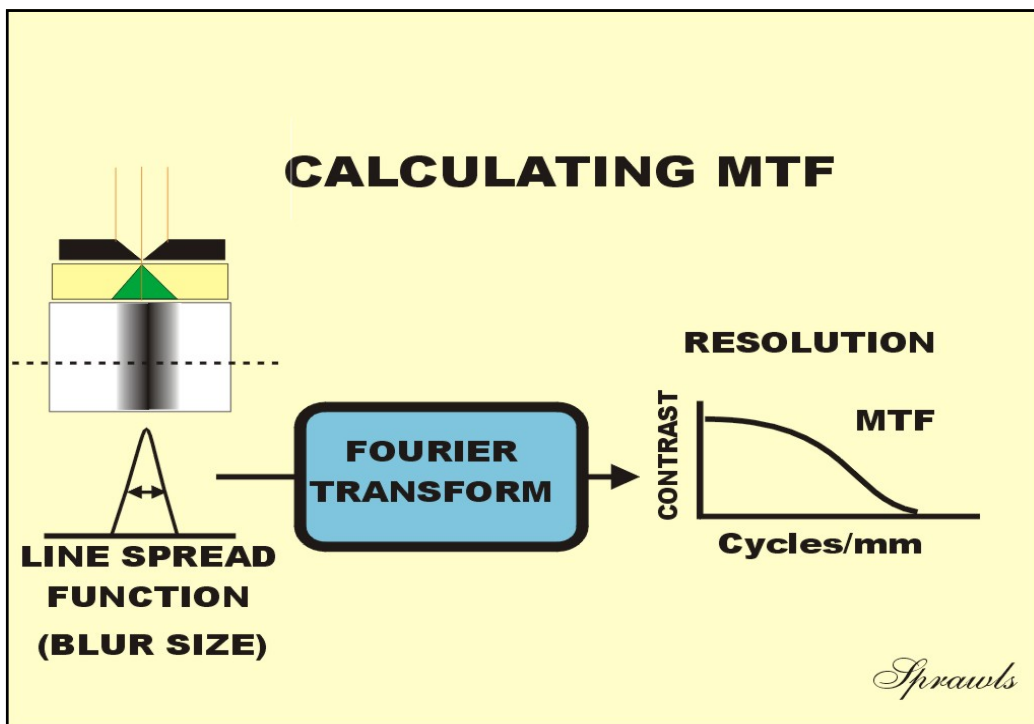 CALCULATING MTF
LINE SPREAD
FUNCTION
(BLUR SIZE)
FOURIER
TRANSFORM
RESOLUTION
CONTRAST
MTF
Cycles/mm
Sprawls